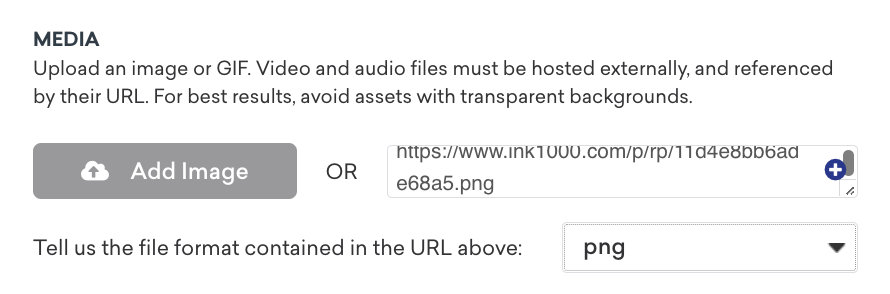 MEDIA
Upload an image or GIF. Video and audio files must be hosted externally, and referenced
by their URL. For best results, avoid assets with transparent backgrounds.
Add Image
OR
https://www.ink1000.com/p/rp/11d4e8bb6ad
e68a5.png
Tell us the file format contained in the URL above:
png